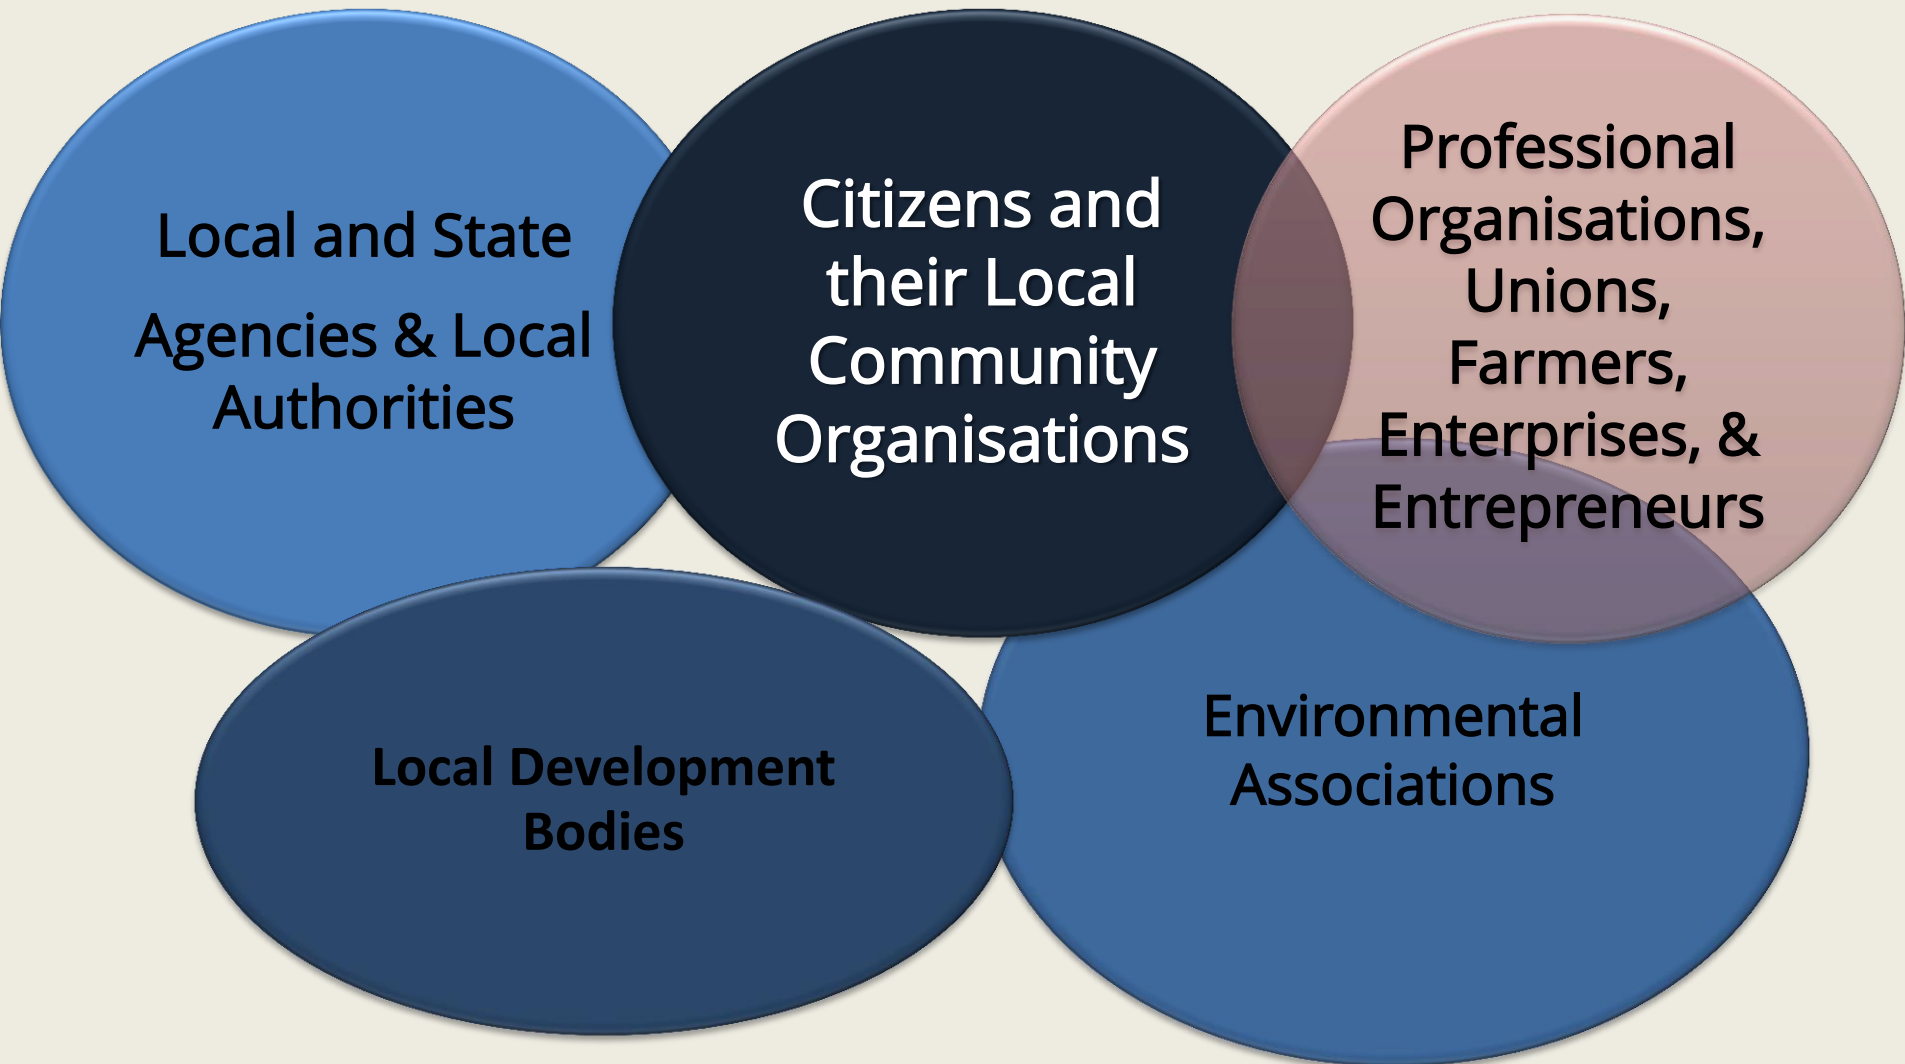 Local and State
Agencies & Local
Authorities
Citizens and
their Local
Community
Organisations
Professional
Organisations,
Unions,
Farmers,
Enterprises, &
Entrepreneurs
Local Development
Bodies
Environmental
Associations